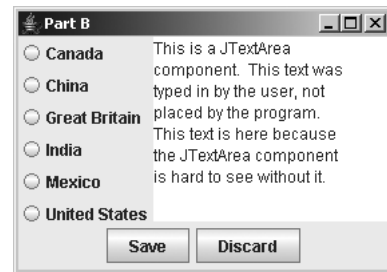 Part B
Canada
China
Great Britain
India
Mexico
United States
This is a JTextArea
component. This text was
typed in by the user, not
placed by the program.
This text is here because
the JTextArea component
is hard to see without it.
Save Discard